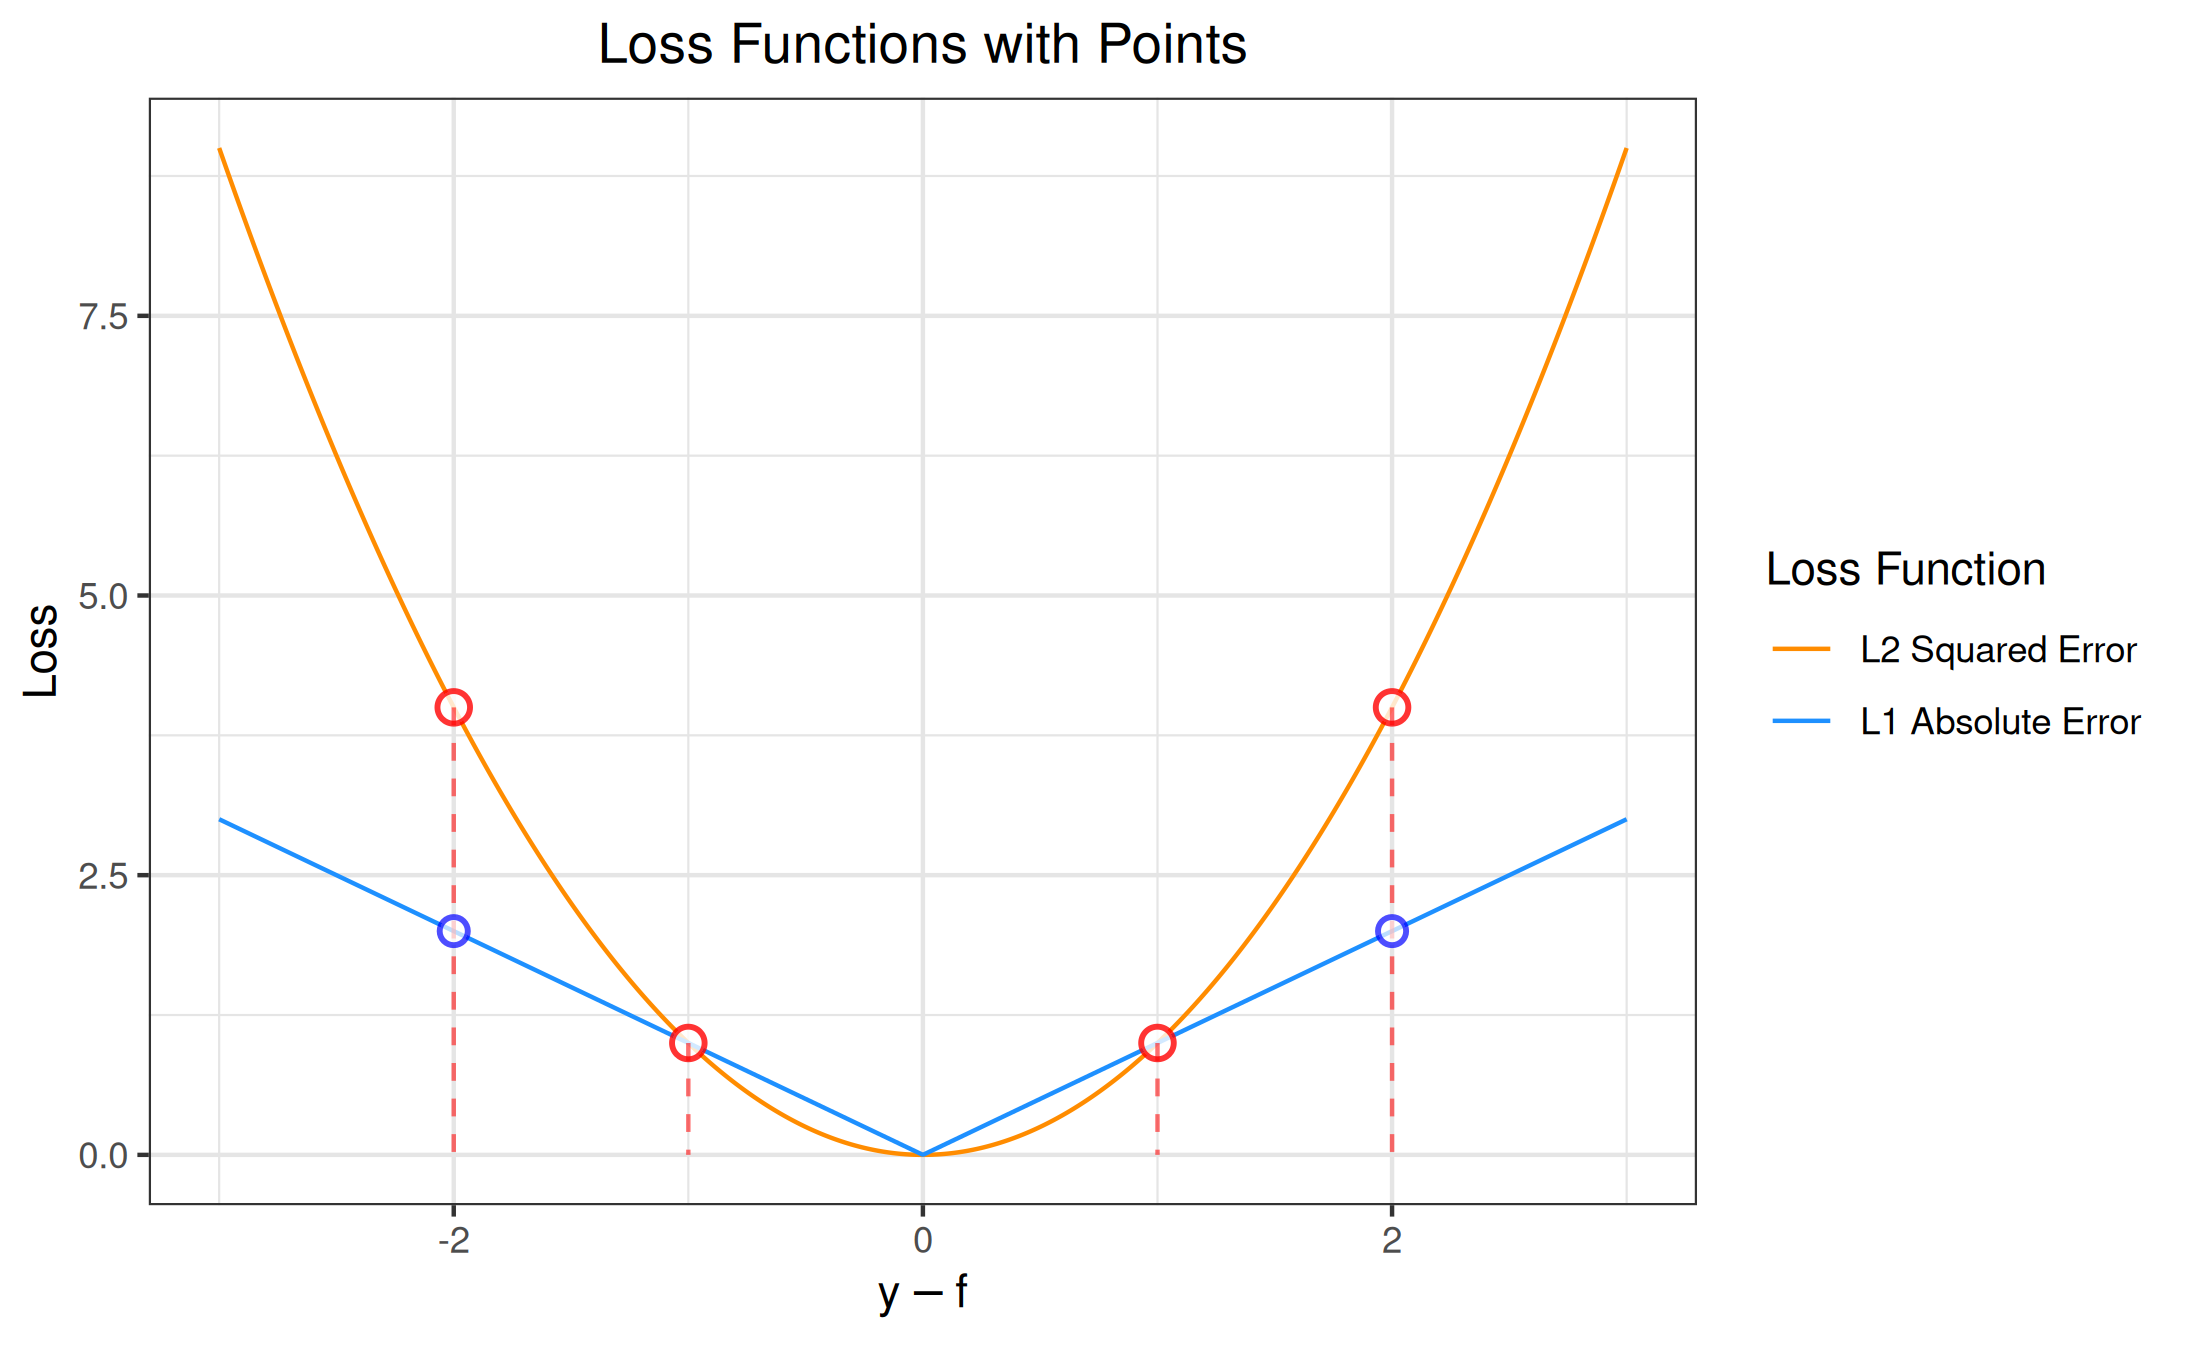 Loss Functions with Points
Loss
7.5
5.0
2.5
0.0
-2 0 2
y − f
Loss Function
L2 Squared Error
L1 Absolute Error